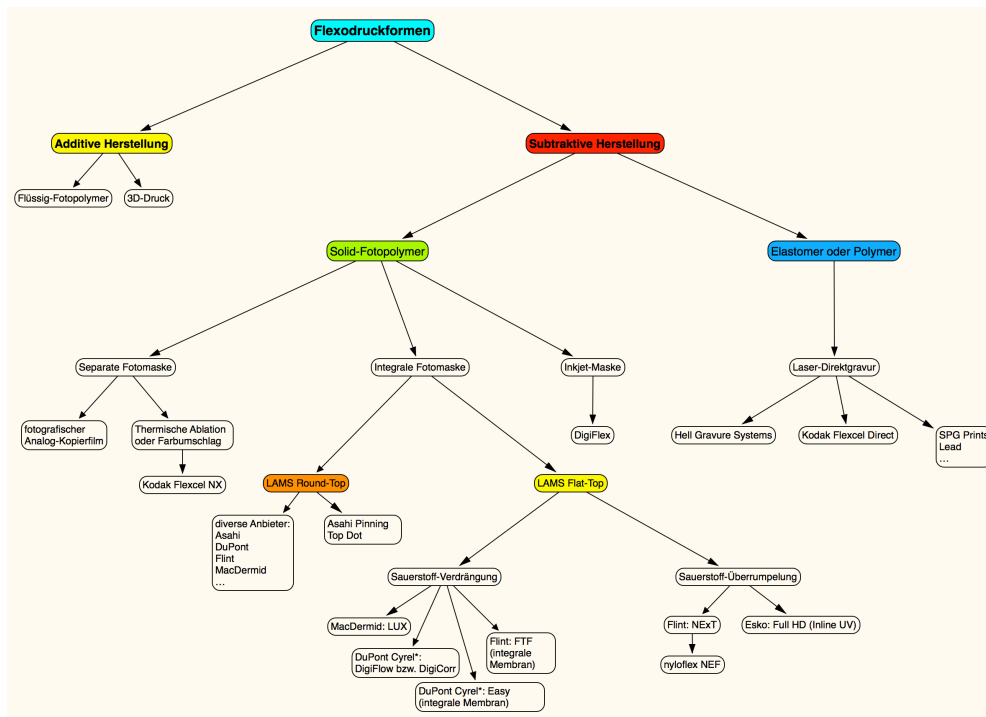 Flexodruckformen
Additive Herstellung
Subtraktive Herstellung
Flüssig-Fotopolymer
3D-Druck
Solid-Fotopolymer
Elastomer oder Polymer
Separate Fotomaske
Integrale Fotomaske
Inkjet-Maske
Laser-Direktgravur
fotografischer
Analog-Kopierfilm
Thermische Ablation
oder Farbumschlag
DigiFlex
Hell Gravure Systems
Kodak Flexcel Direct
SPG Prints
Lead
...
Kodak Flexcel NX
LAMS Round-Top
LAMS Flat-Top
diverse Anbieter:
Asahi
DuPont
Flint
MacDermid
...
Asahi Pinning
Top Dot
Sauerstoff-Verdrängung
Sauerstoff-Überrumpelung
MacDermid: LUX
DuPont Cyrel*:
DigiFlow bzw. DigiCorr
DuPont Cyrel*: Easy
(integrale Membran)
Flint: FTF
(integrale
Membran)
Flint: NExT
Esko: Full HD (Inline UV)
nyloflex NEF